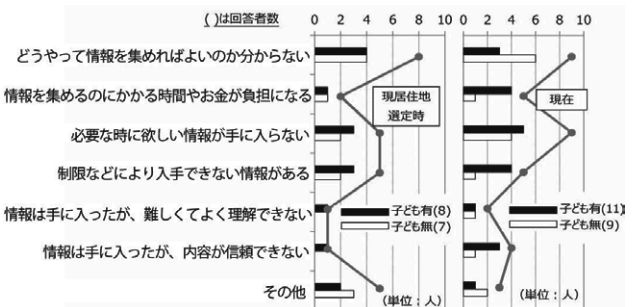 ( )は回答者数
0 2 4 6 8 10
0 2 4 6 8 10
どうやって情報を集めればよいのか分からない
情報を集めるのにかかる時間やお金が負担になる
現居住地
選定時
現在
必要な時に欲しい情報が手に入らない
制限などにより入手できない情報がある
情報は手に入ったが、難しくてよく理解できない
子ども有(8)
子ども無(7)
子ども有(11)
子ども無(9)
情報は手に入ったが、内容が信頼できない
その他
(単位：人)
(単位：人)